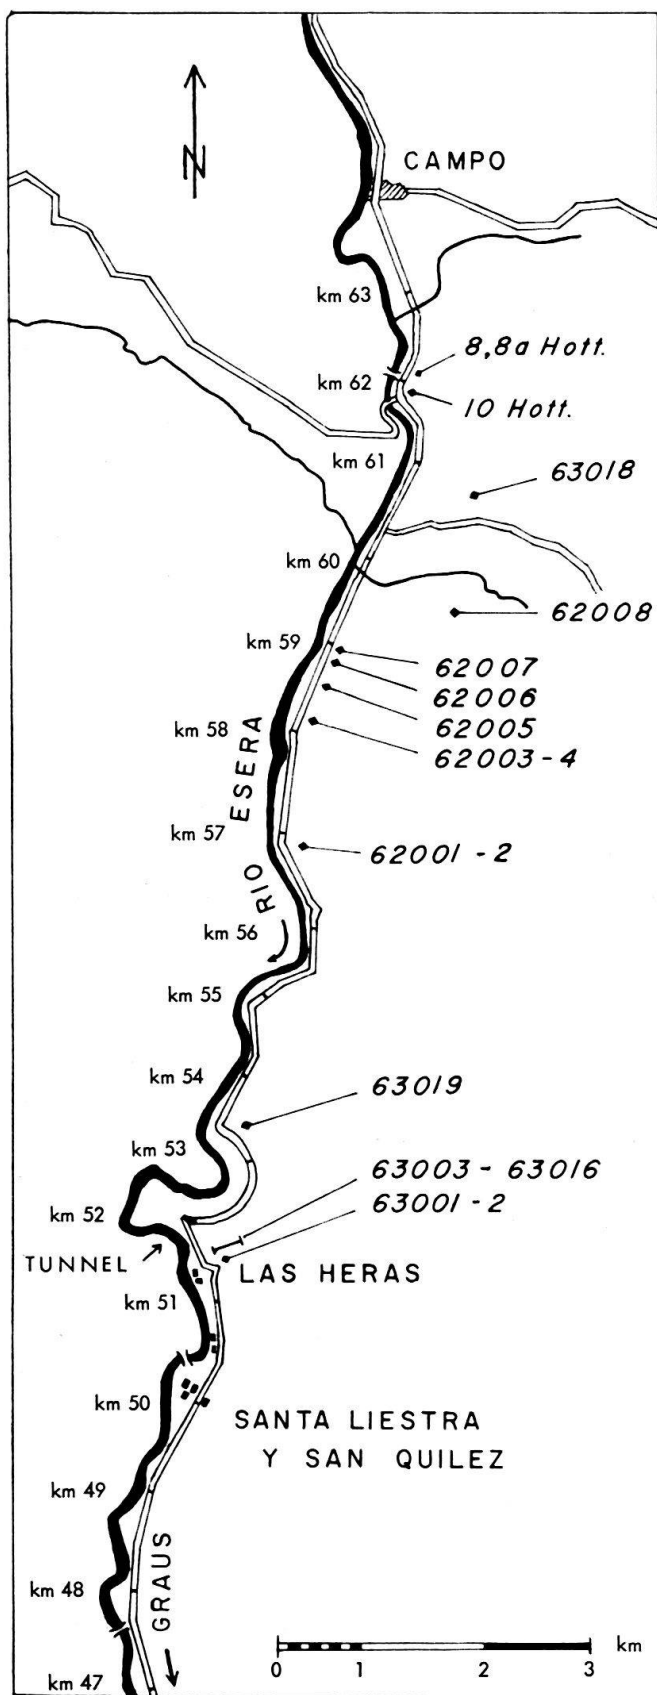 N
CAMPO
km 63
8,8a Hott.
km 62
10 Hott.
km 61
63018
km 60
62008
km 59
62007
62006
km 58
62005
62003-4
RIO ESERA
km 57
62001-2
km 56
km 55
km 54
63019
km 53
63003 - 63016
km 52
63001-2
TUNNEL
LAS HERAS
km 51
km 50
SANTA LIESTRA
Y SAN QUILEZ
km 49
GRAUS
km 48
km
km 47
0 1 2 3